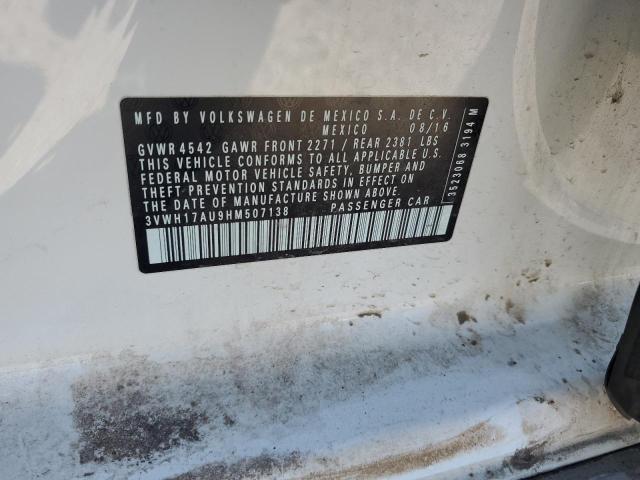 MFD BY VOLKSWAGEN DE MEXICO S.A. DE C.V.
MEXICO 08/16
GVWR 4542 GAWR FRONT 2271 / REAR 2381 LBS
THIS VEHICLE CONFORMS TO ALL APPLICABLE U.S.
FEDERAL MOTOR VEHICLE SAFETY, BUMPER AND
THEFT PREVENTION STANDARDS IN EFFECT ON
THE DATE OF MANUFACTURE SHOWN ABOVE.
3VWH17AU9HM507138 PASSENGER CAR
3523068 3194 M